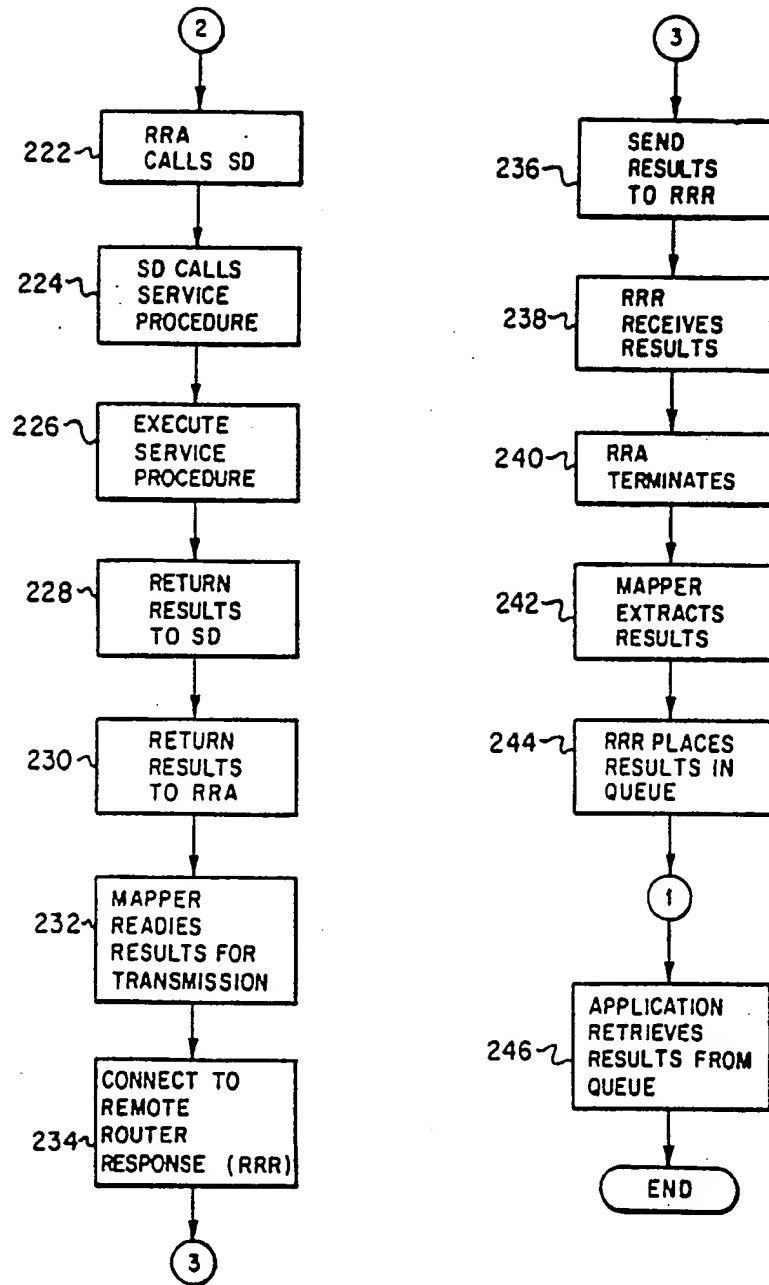 2
222
RRA
CALLS SD
224
SD CALLS
SERVICE
PROCEDURE
226
EXECUTE
SERVICE
PROCEDURE
228
RETURN
RESULTS
TO SD
230
RETURN
RESULTS
TO RRA
232
MAPPER
READIES
RESULTS FOR
TRANSMISSION
234
CONNECT TO
REMOTE
ROUTER
RESPONSE (RRR)
3
3
236
SEND
RESULTS
TO RRR
238
RRR
RECEIVES
RESULTS
240
RRA
TERMINATES
242
MAPPER
EXTRACTS
RESULTS
244
RRR PLACES
RESULTS IN
QUEUE
1
246
APPLICATION
RETRIEVES
RESULTS FROM
QUEUE
END